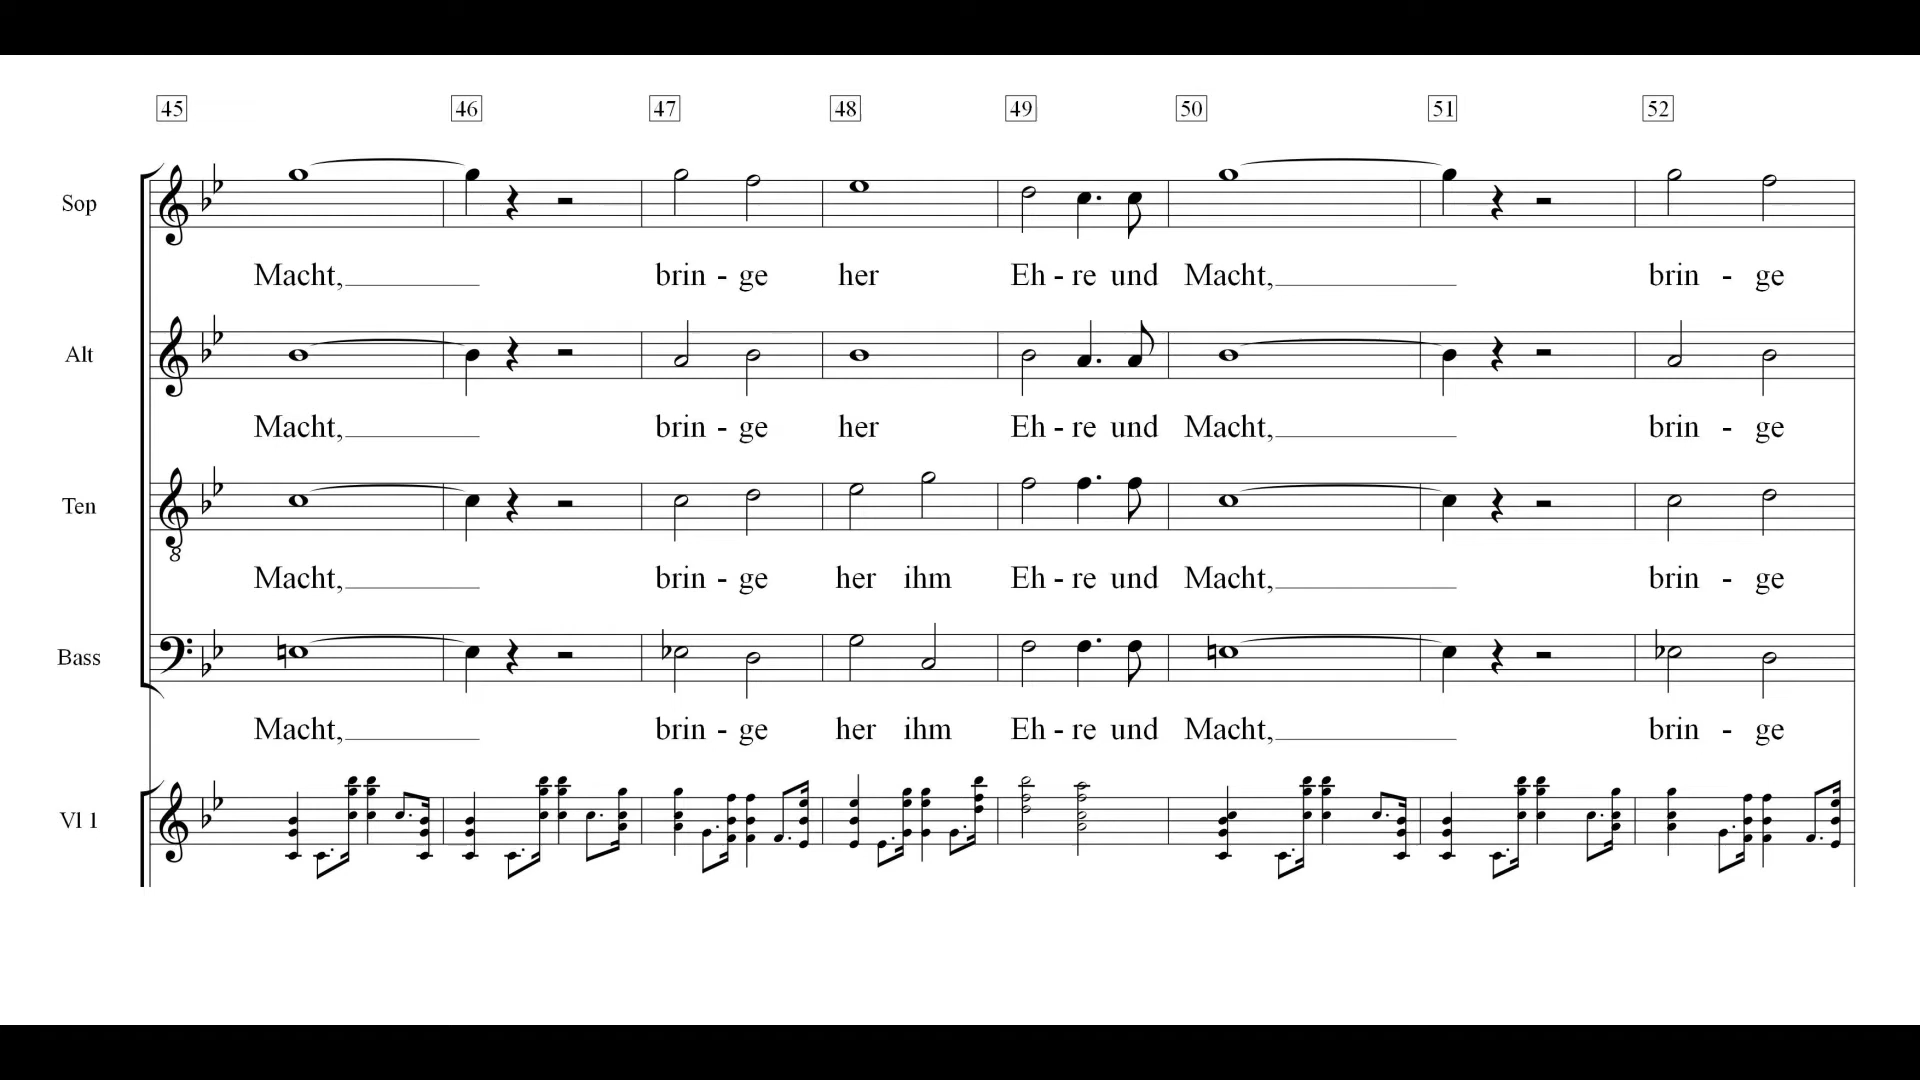 45 46 47 48 49 50 51 52
Sop
Macht, brin - ge her Eh - re und Macht, brin - ge
Alt
Macht, brin - ge her Eh - re und Macht, brin - ge
Ten
8
Macht, brin - ge her ihm Eh - re und Macht, brin - ge
Bass
Macht, brin - ge her ihm Eh - re und Macht, brin - ge
Vl 1